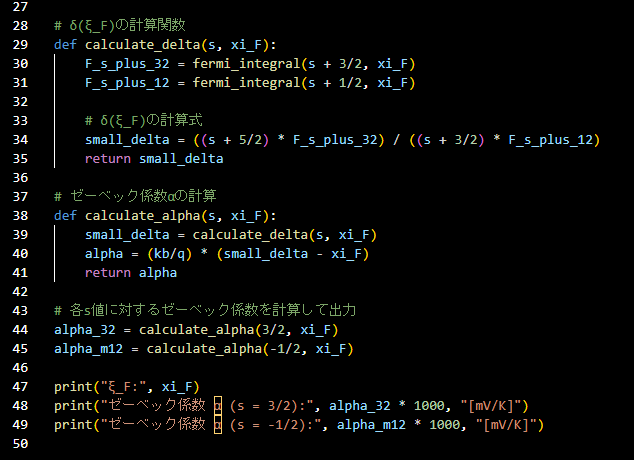 27
28 # δ(ξ_F)の計算関数
29 def calculate_delta(s, xi_F):
30     F_s_plus_32 = fermi_integral(s + 3/2, xi_F)
31     F_s_plus_12 = fermi_integral(s + 1/2, xi_F)
32
33     # δ(ξ_F)の計算式
34     small_delta = ((s + 5/2) * F_s_plus_32) / ((s + 3/2) * F_s_plus_12)
35     return small_delta
36
37 # ゼーベック係数αの計算
38 def calculate_alpha(s, xi_F):
39     small_delta = calculate_delta(s, xi_F)
40     alpha = (kb/q) * (small_delta - xi_F)
41     return alpha
42
43 # 各s値に対するゼーベック係数を計算して出力
44 alpha_32 = calculate_alpha(3/2, xi_F)
45 alpha_m12 = calculate_alpha(-1/2, xi_F)
46
47 print("ξ_F:", xi_F)
48 print("ゼーベック係数 α (s = 3/2):", alpha_32 * 1000, "[mV/K]")
49 print("ゼーベック係数 α (s = -1/2):", alpha_m12 * 1000, "[mV/K]")
50